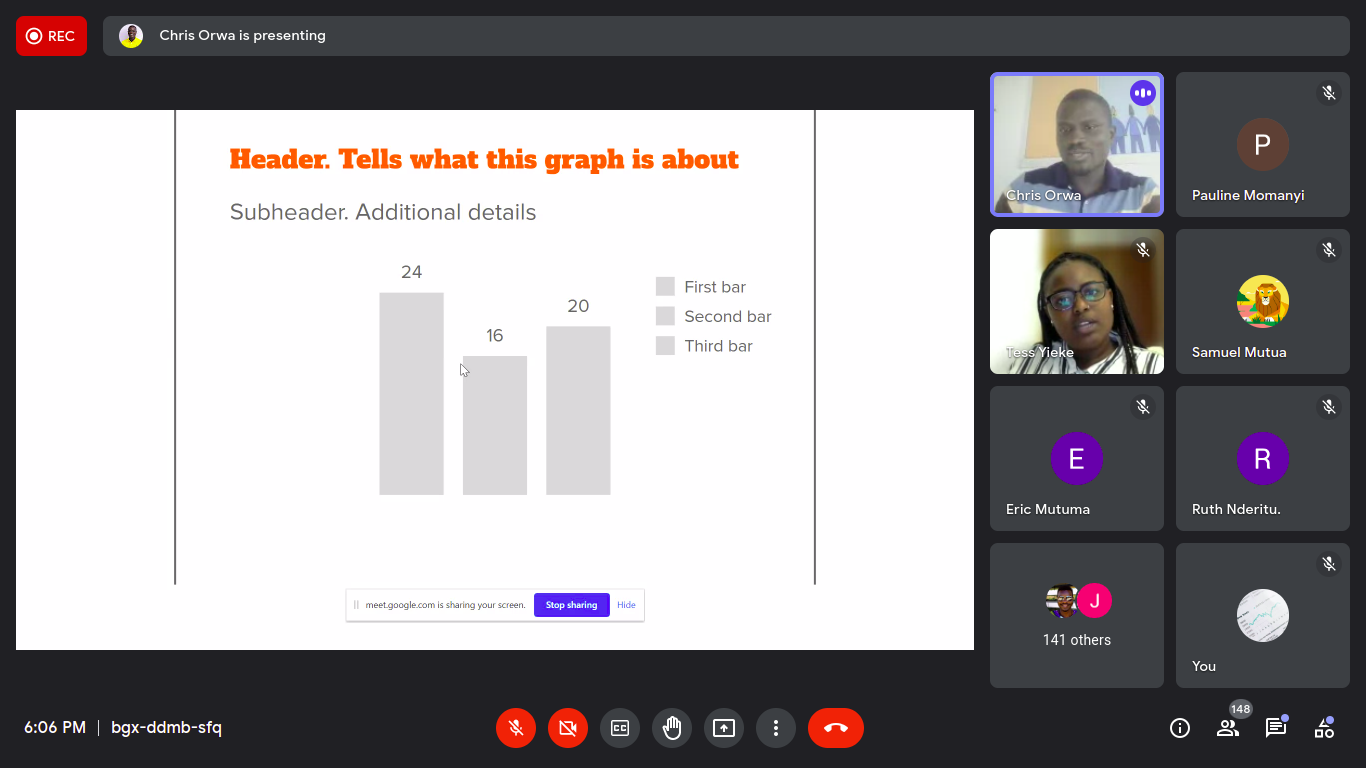 REC
Chris Orwa is presenting
Header. Tells what this graph is about
Subheader. Additional details
24
16
20
First bar
Second bar
Third bar
meet.google.com is sharing your screen.
Stop sharing
Hide
Chris Orwa
P
Pauline Momanyi
Tess Yieke
Samuel Mutua
E
Eric Mutuma
R
Ruth Nderitu.
J
141 others
You
6:06 PM | bgx-ddmb-sfq
CC
148